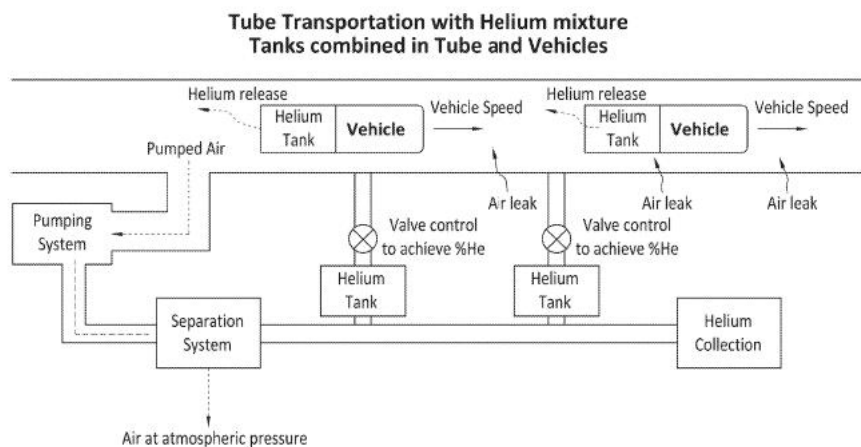 Tube Transportation with Helium mixture
Tanks combined in Tube and Vehicles
Helium release
Helium
Tank
Vehicle
Vehicle Speed
Helium release
Helium
Tank
Vehicle
Vehicle Speed
Pumped Air
Air leak
Air leak
Air leak
Pumping
System
Valve control
to achieve %He
Valve control
to achieve %He
Helium
Tank
Helium
Tank
Separation
System
Helium
Collection
Air at atmospheric pressure